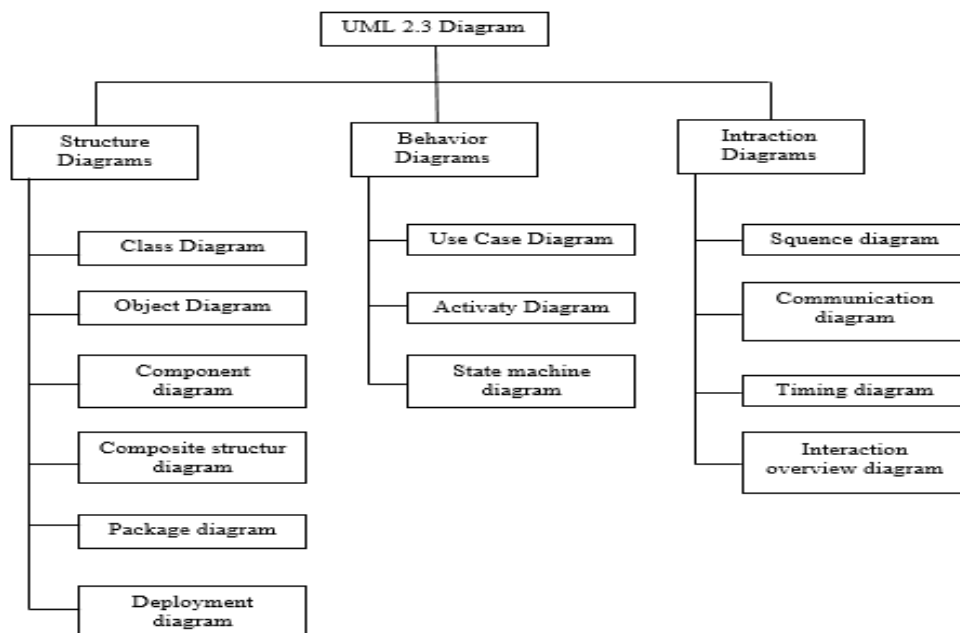 UML 2.3 Diagram
Structure
Diagrams
Behavior
Diagrams
Intraction
Diagrams
Class Diagram
Object Diagram
Component
diagram
Composite structur
diagram
Package diagram
Deployment
diagram
Use Case Diagram
Activaty Diagram
State machine
diagram
Squence diagram
Communication
diagram
Timing diagram
Interaction
overview diagram